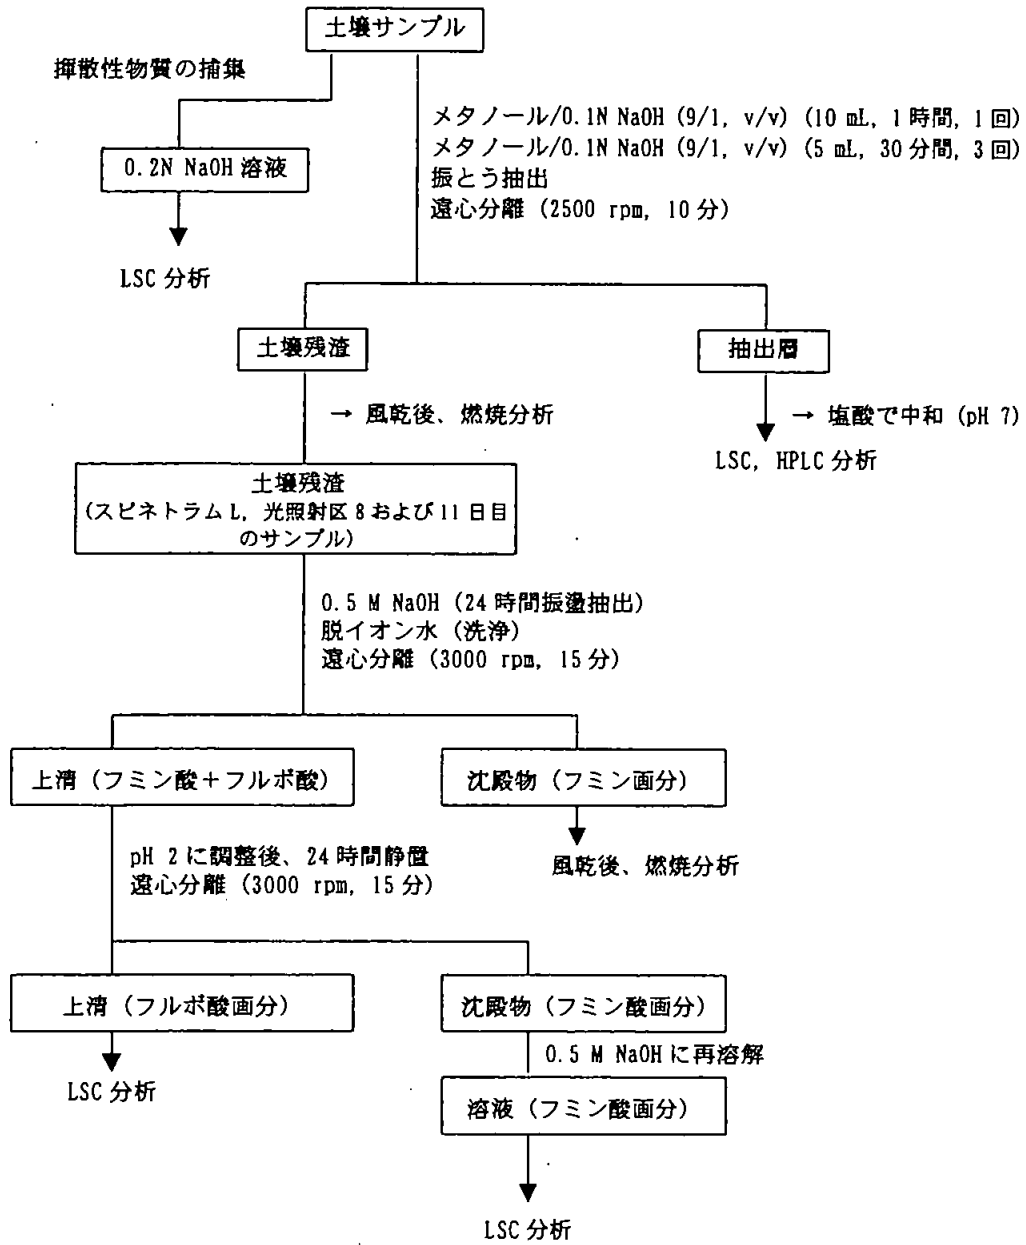 土壌サンプル
揮散性物質の捕集
0.2N NaOH 溶液
LSC 分析
メタノール/0.1N NaOH (9/1, v/v) (10 mL, 1 時間, 1 回)
メタノール/0.1N NaOH (9/1, v/v) (5 mL, 30 分間, 3 回)
振とう抽出
遠心分離 (2500 rpm, 10 分)
土壌残渣
抽出層
→ 風乾後、燃焼分析
→ 塩酸で中和 (pH 7)
LSC, HPLC 分析
土壌残渣
(スピネトラム L, 光照射区 8 および 11 日目
のサンプル)
0.5 M NaOH (24 時間振盪抽出)
脱イオン水 (洗浄)
遠心分離 (3000 rpm, 15 分)
上清 (フミン酸+フルボ酸)
沈殿物 (フミン画分)
pH 2 に調整後、24 時間静置
遠心分離 (3000 rpm, 15 分)
風乾後、燃焼分析
上清 (フルボ酸画分)
沈殿物 (フミン酸画分)
LSC 分析
0.5 M NaOH に再溶解
溶液 (フミン酸画分)
LSC 分析